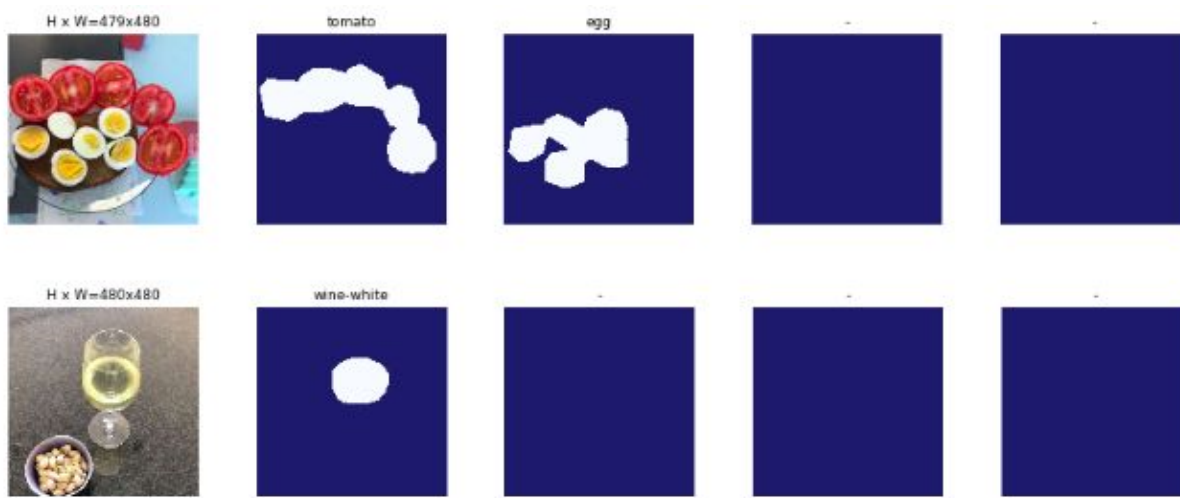 H x W=479x480 tomato egg - -
H x W=480x480 wine-white - - -